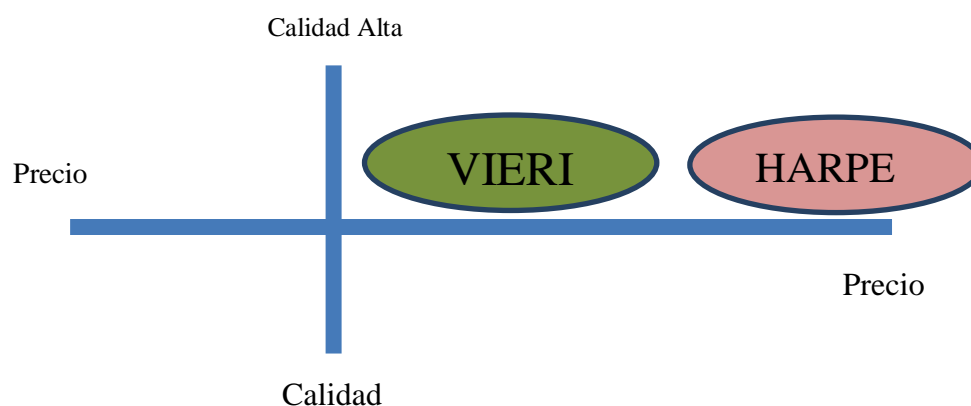 Calidad Alta
VIERI
HARPE
Precio
Precio
Calidad